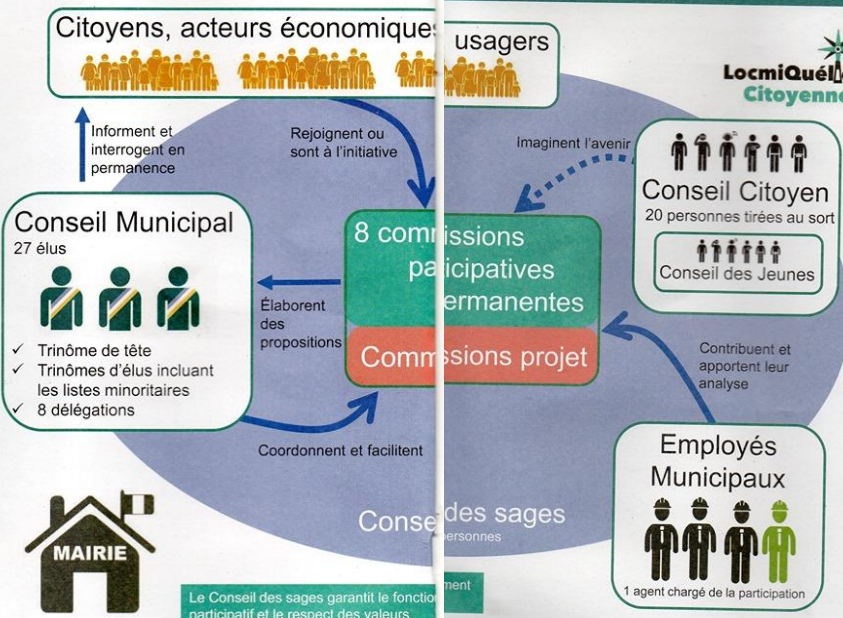 Citoyens, acteurs économique usagers
LocmiQuél
Citoyenne
Informent et
interrogent en
permanence
Rejoignent ou
sont à l'initiative
Imaginent l'avenir
Conseil Citoyen
20 personnes tirées au sort
Conseil des Jeunes
Conseil Municipal
27 élus
✓ Trinôme de tête
✓ Trinômes d'élus incluant
les listes minoritaires
✓ 8 délégations
8 comm issions
pa icipatives
ermanentes
Comm ssions projet
Élaborent
des
propositions
Contribuent et
apportent leur
analyse
Coordonnent et facilitent
Employés
Municipaux
1 agent chargé de la participation
Conse des sages
personnes
MAIRIE
Le Conseil des sages garantit le fonctio ment
participatif et le respect des valeurs